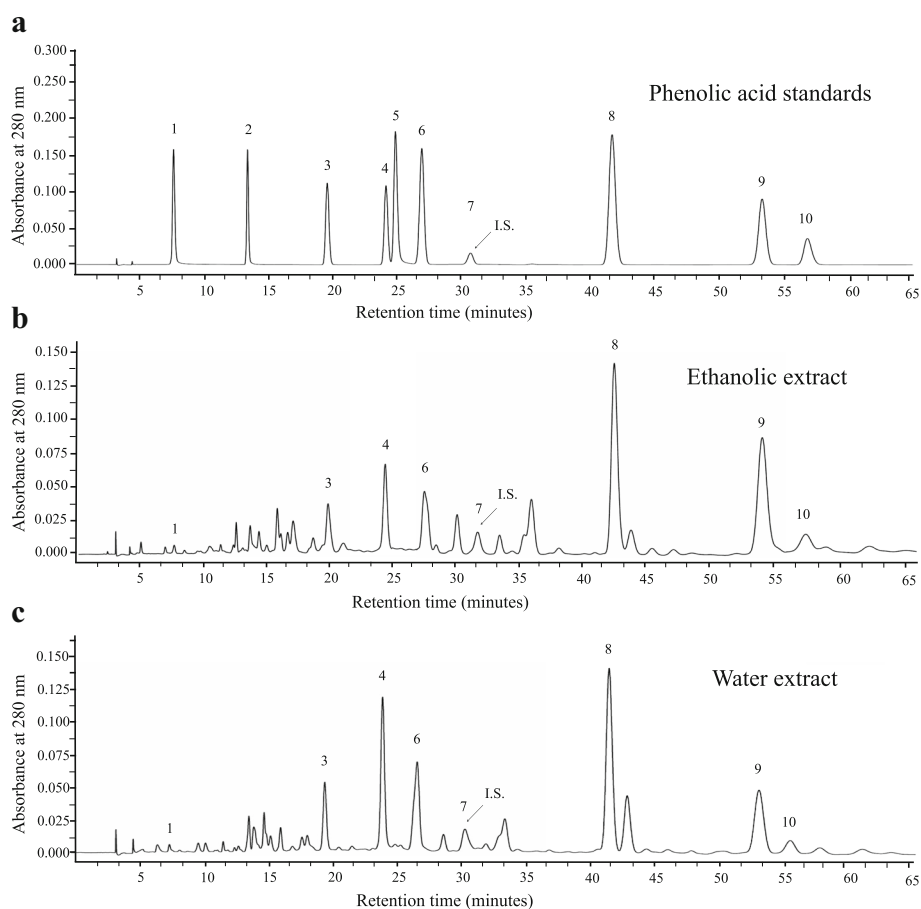 a
0.300
0.250
0.200
0.150
0.100
0.050
0.000
Absorbance at 280 nm
Phenolic acid standards
1
2
3
4
5
6
7
I.S.
8
9
10
5 10 15 20 25 30 35 40 45 50 55 60 65
Retention time (minutes)
b
0.150
0.125
0.100
0.075
0.050
0.025
0.000
Absorbance at 280 nm
Ethanolic extract
1
3
4
6
7
I.S.
8
9
10
5 10 15 20 25 30 35 40 45 50 55 60 65
Retention time (minutes)
c
0.150
0.125
0.100
0.075
0.050
0.025
0.000
Absorbance at 280 nm
Water extract
1
3
4
6
7
I.S.
8
9
10
5 10 15 20 25 30 35 40 45 50 55 60 65
Retention time (minutes)